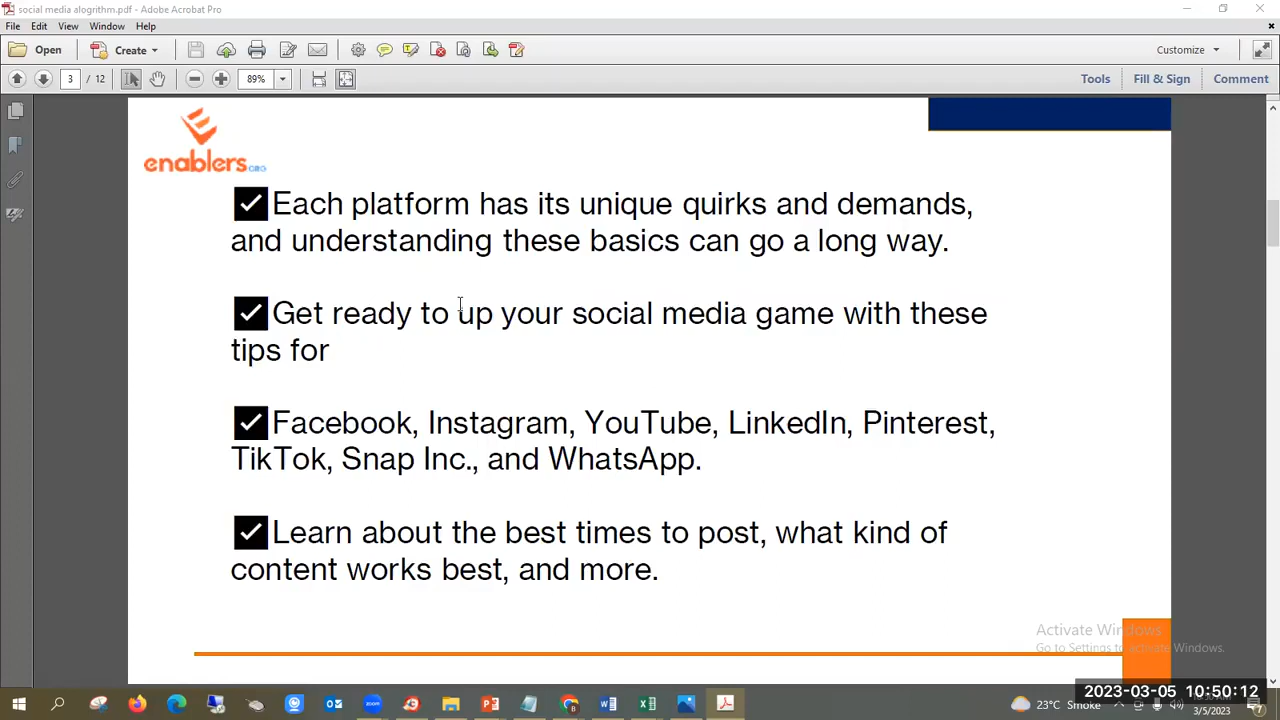 social media alogrithm.pdf - Adobe Acrobat Pro
File Edit View Window Help
Open Create Customize
3 / 12 89% Tools Fill & Sign Comment
enablers.ORG
Each platform has its unique quirks and demands,
and understanding these basics can go a long way.
Get ready to up your social media game with these
tips for
Facebook, Instagram, YouTube, LinkedIn, Pinterest,
TikTok, Snap Inc., and WhatsApp.
Learn about the best times to post, what kind of
content works best, and more.
Activate Windows
Go to Settings to activate Windows.
2023-03-05 10:50:12
23°C Smoke
3/5/2023